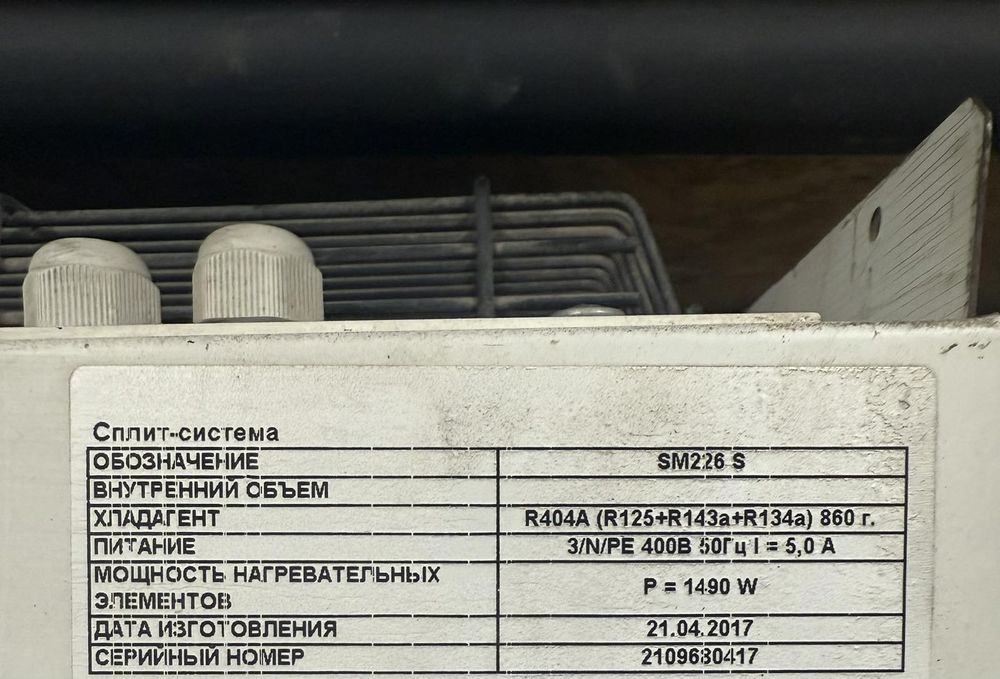 Сплит-система
ОБОЗНАЧЕНИЕ SM226 S
ВНУТРЕННИЙ ОБЪЕМ
ХЛАДАГЕНТ R404A (R125+R143a+R134a) 860 г.
ПИТАНИЕ 3/N/PE 400В 50Гц I = 5,0 А
МОЩНОСТЬ НАГРЕВАТЕЛЬНЫХ
ЭЛЕМЕНТОВ P = 1490 W
ДАТА ИЗГОТОВЛЕНИЯ 21.04.2017
СЕРИЙНЫЙ НОМЕР 2109680417